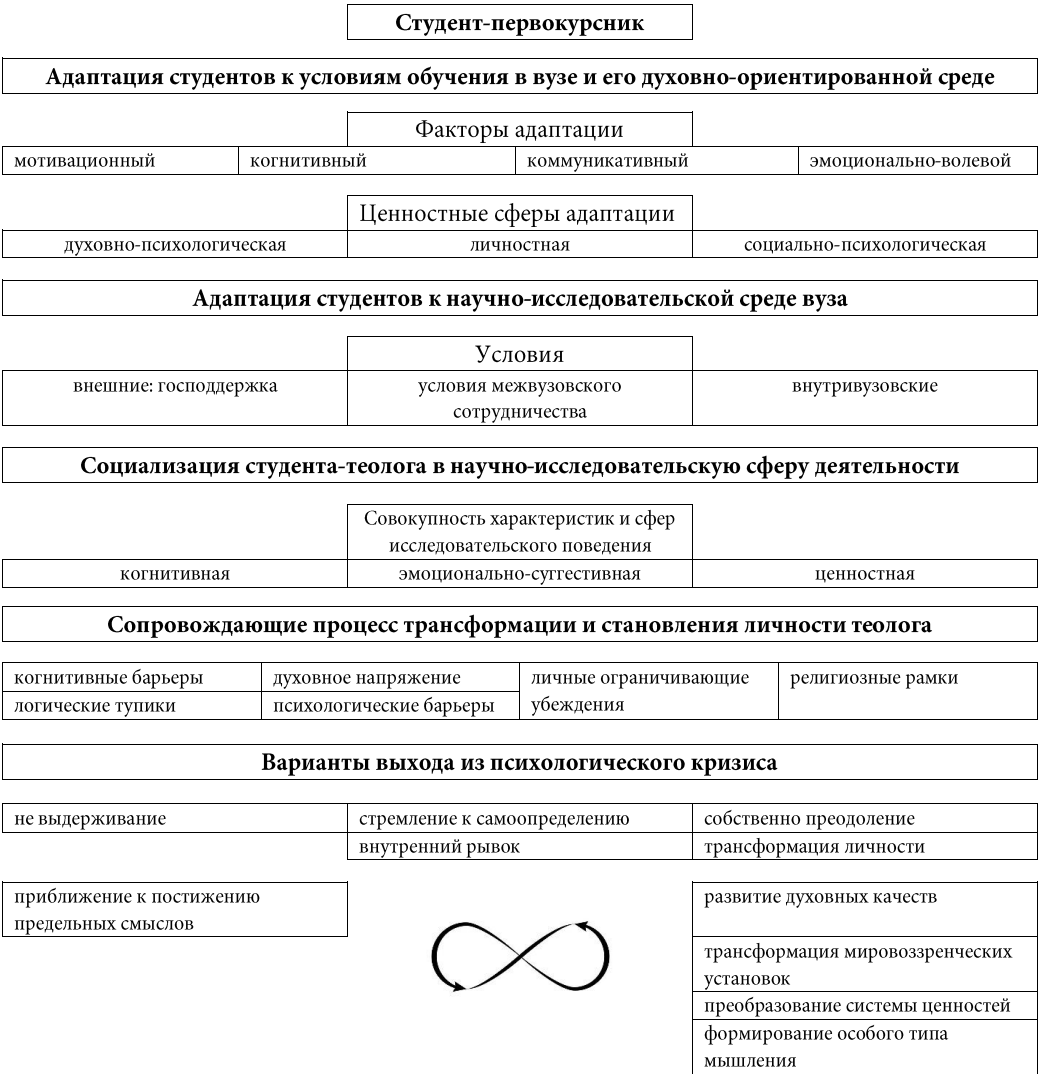 Студент-первокурсник
Адаптация студентов к условиям обучения в вузе и его духовно-ориентированной среде
Факторы адаптации
мотивационный
когнитивный
коммуникативный
эмоционально-волевой
Ценностные сферы адаптации
духовно-психологическая
личностная
социально-психологическая
Адаптация студентов к научно-исследовательской среде вуза
Условия
внешние: господдержка
условия межвузовского
сотрудничества
внутривузовские
Социализация студента-теолога в научно-исследовательскую сферу деятельности
Совокупность характеристик и сфер
исследовательского поведения
когнитивная
эмоционально-суггестивная
ценностная
Сопровождающие процесс трансформации и становления личности теолога
когнитивные барьеры
духовное напряжение
личные ограничивающие
убеждения
религиозные рамки
логические тупики
психологические барьеры
Варианты выхода из психологического кризиса
не выдерживание
стремление к самоопределению
собственно преодоление
внутренний рывок
трансформация личности
приближение к постижению
предельных смыслов
развитие духовных качеств
трансформация мировоззренческих
установок
преобразование системы ценностей
формирование особого типа
мышления